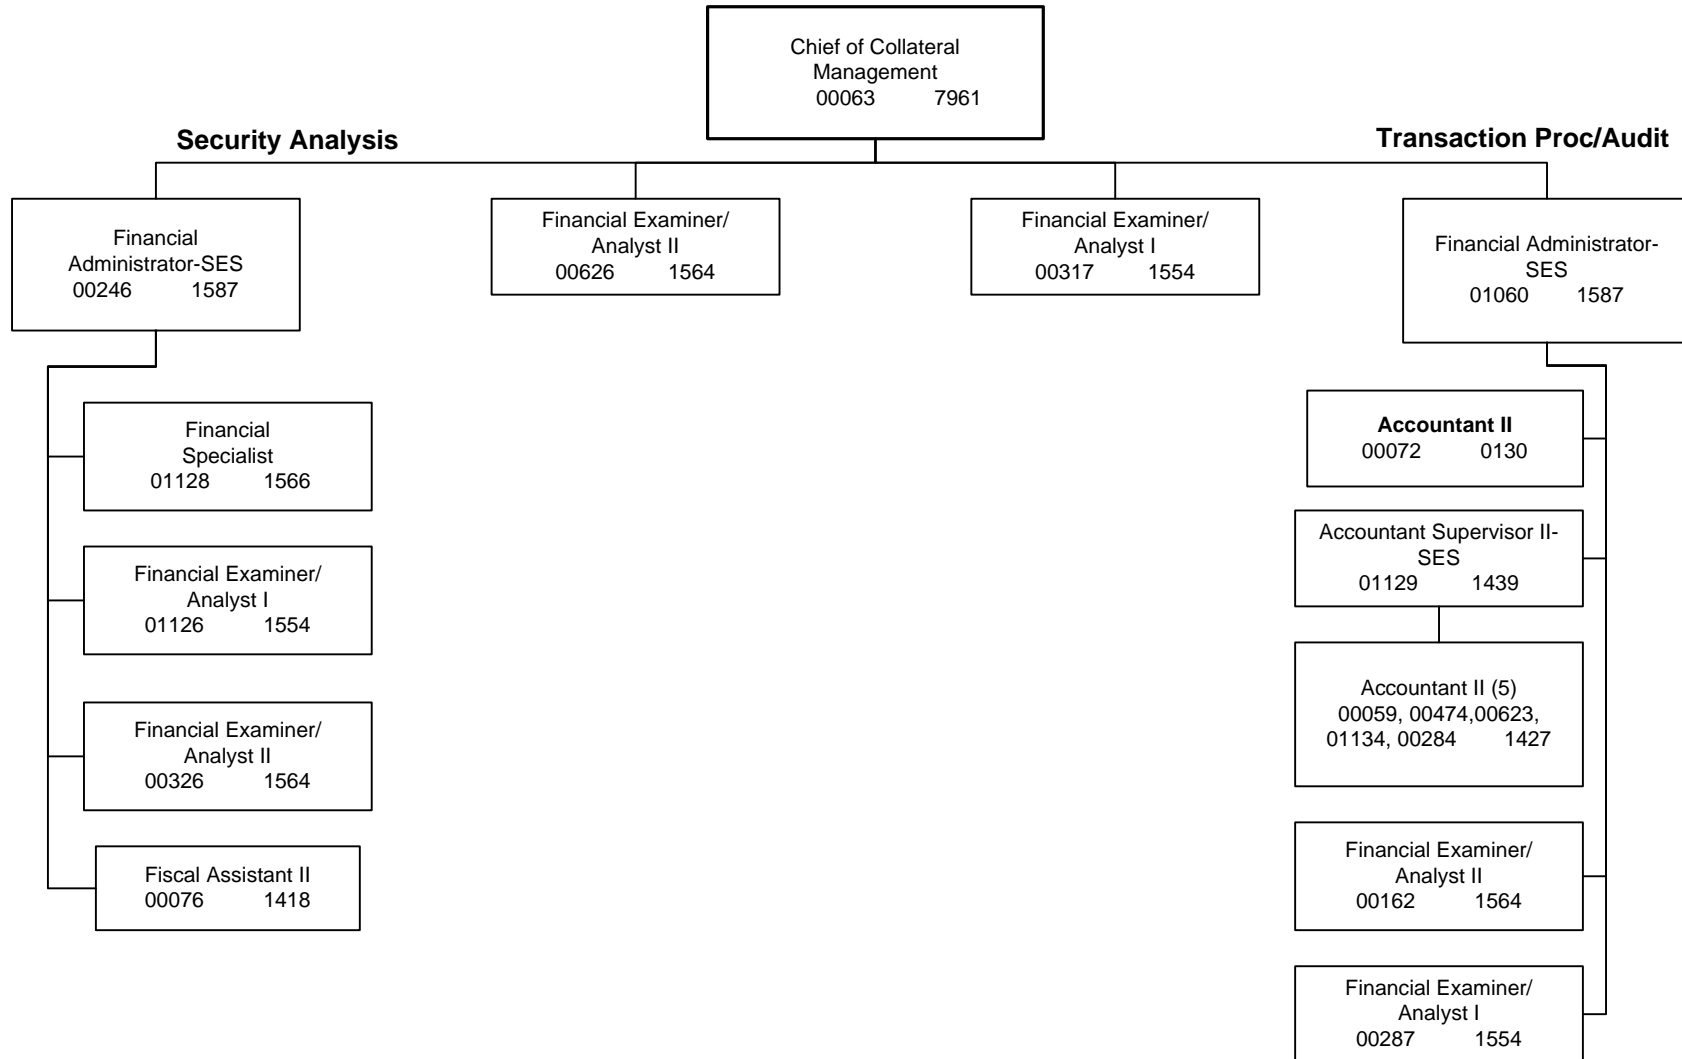 Chief of Collateral
Management
00063 7961
Security Analysis
Transaction Proc/Audit
Financial
Administrator-SES
00246 1587
Financial Examiner/
Analyst II
00626 1564
Financial Examiner/
Analyst I
00317 1554
Financial Administrator-
SES
01060 1587
Financial
Specialist
01128 1566
Financial Examiner/
Analyst I
01126 1554
Financial Examiner/
Analyst II
00326 1564
Fiscal Assistant II
00076 1418
Accountant II
00072 0130
Accountant Supervisor II-
SES
01129 1439
Accountant II (5)
00059, 00474,00623,
01134, 00284 1427
Financial Examiner/
Analyst II
00162 1564
Financial Examiner/
Analyst I
00287 1554